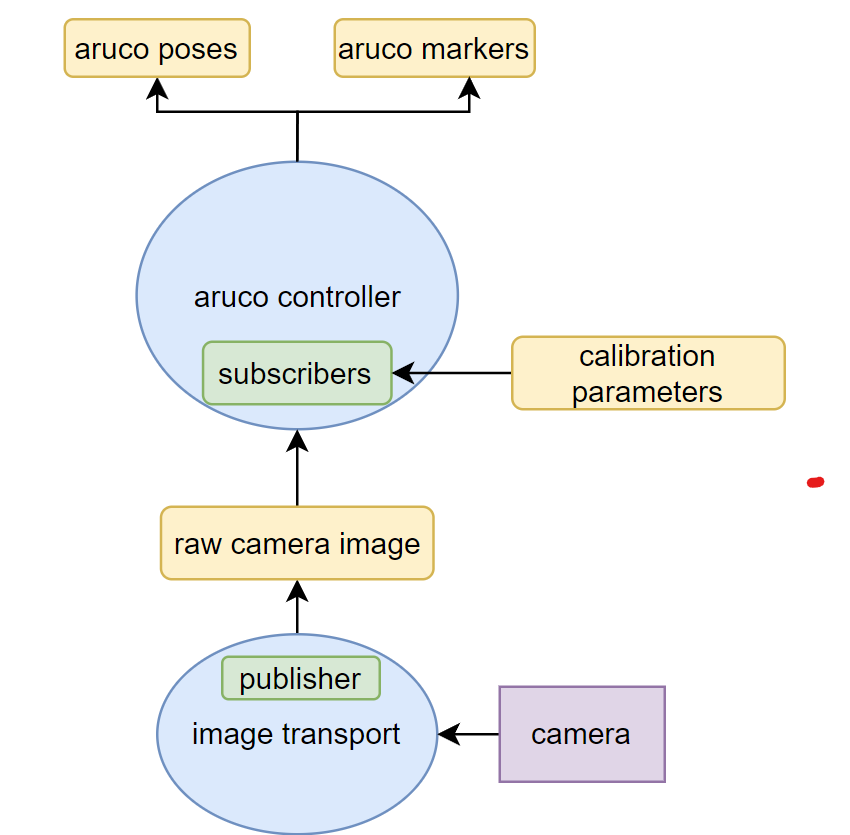 aruco poses
aruco markers
aruco controller
subscribers
calibration
parameters
raw camera image
publisher
image transport
camera